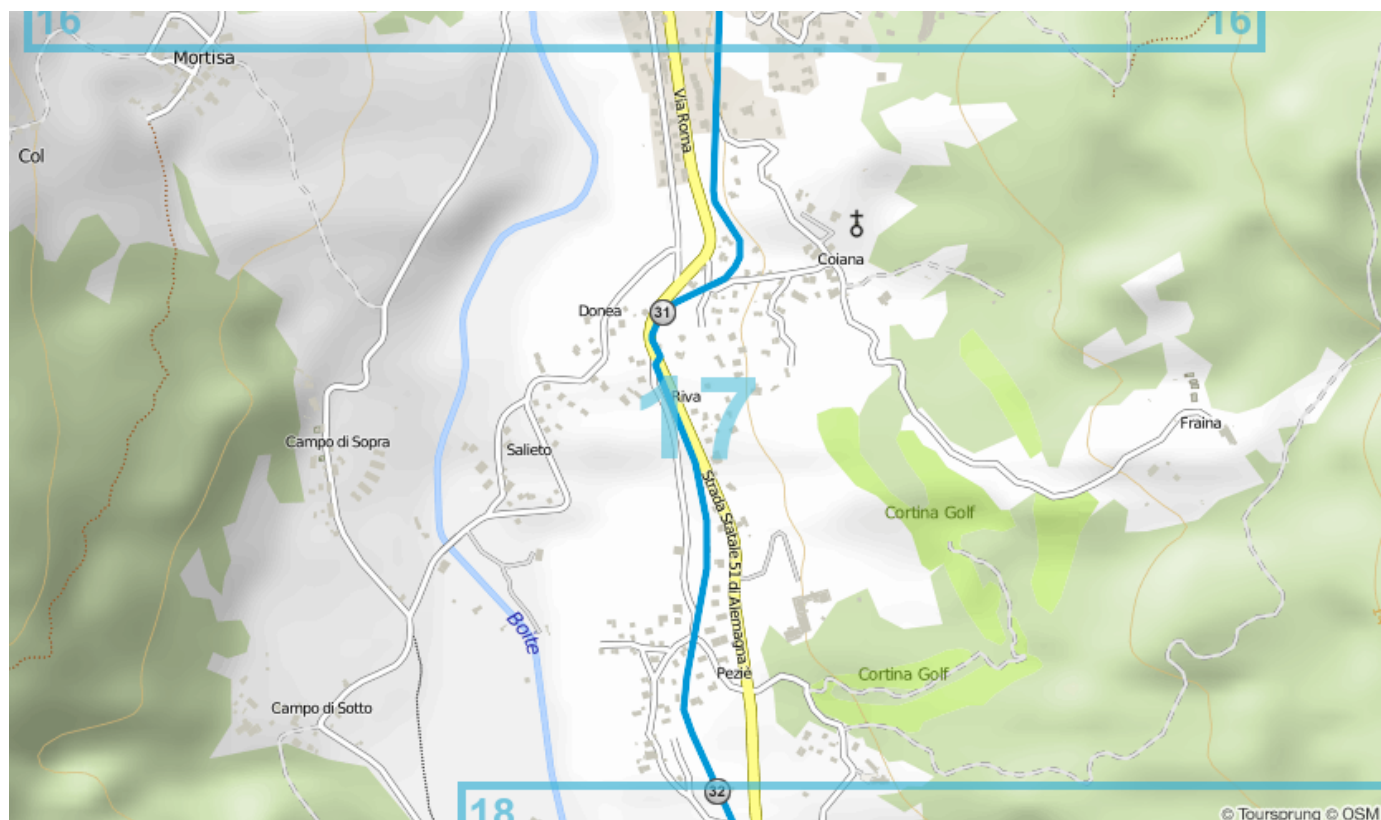 16
16
Mortisa
Via Roma
Col
Coiana
Donea
31
Riva
17
Fraina
Campo di Sopra
Salieto
Strada Statale 51 di Alemagna
Cortina Golf
Boite
Pezie
Cortina Golf
Campo di Sotto
32
18
© Toursprung © OSM